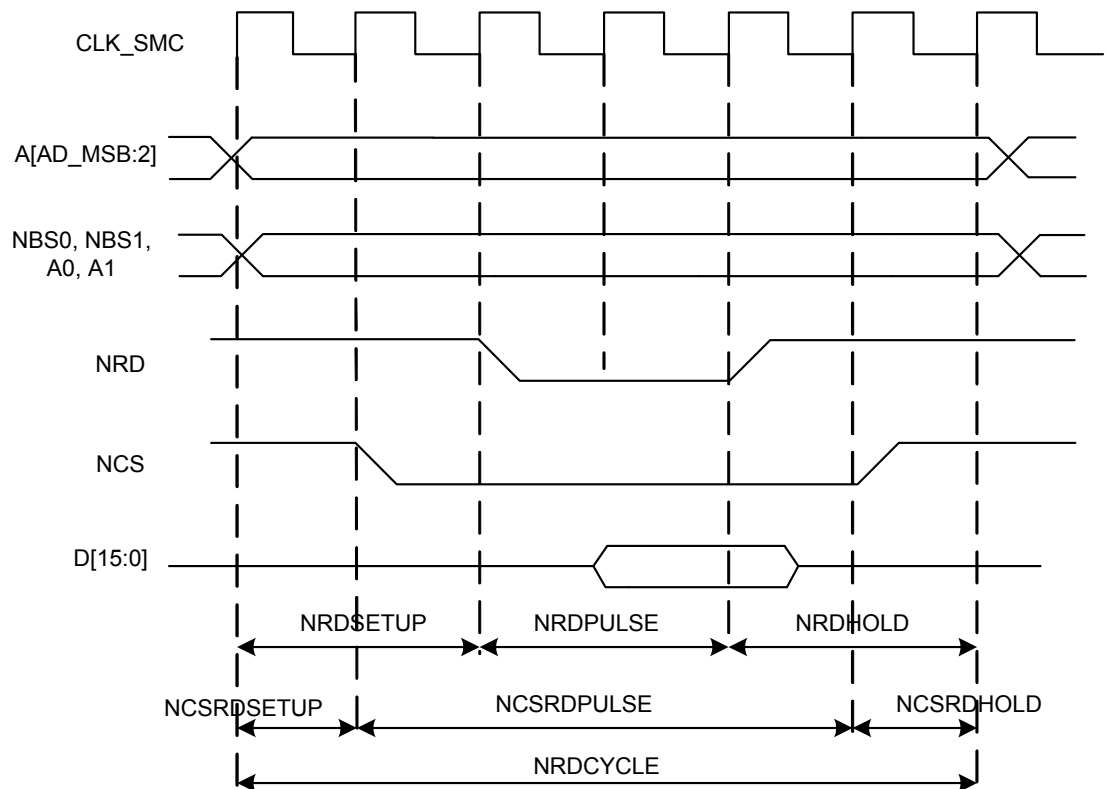 CLK_SMC
A[AD_MSB:2]
NBS0, NBS1,
A0, A1
NRD
NCS
D[15:0]
NRDSETUP
NRDPULSE
NRDHOLD
NCSRDSETUP
NCSRDPULSE
NCSRDHOLD
NRDCYCLE